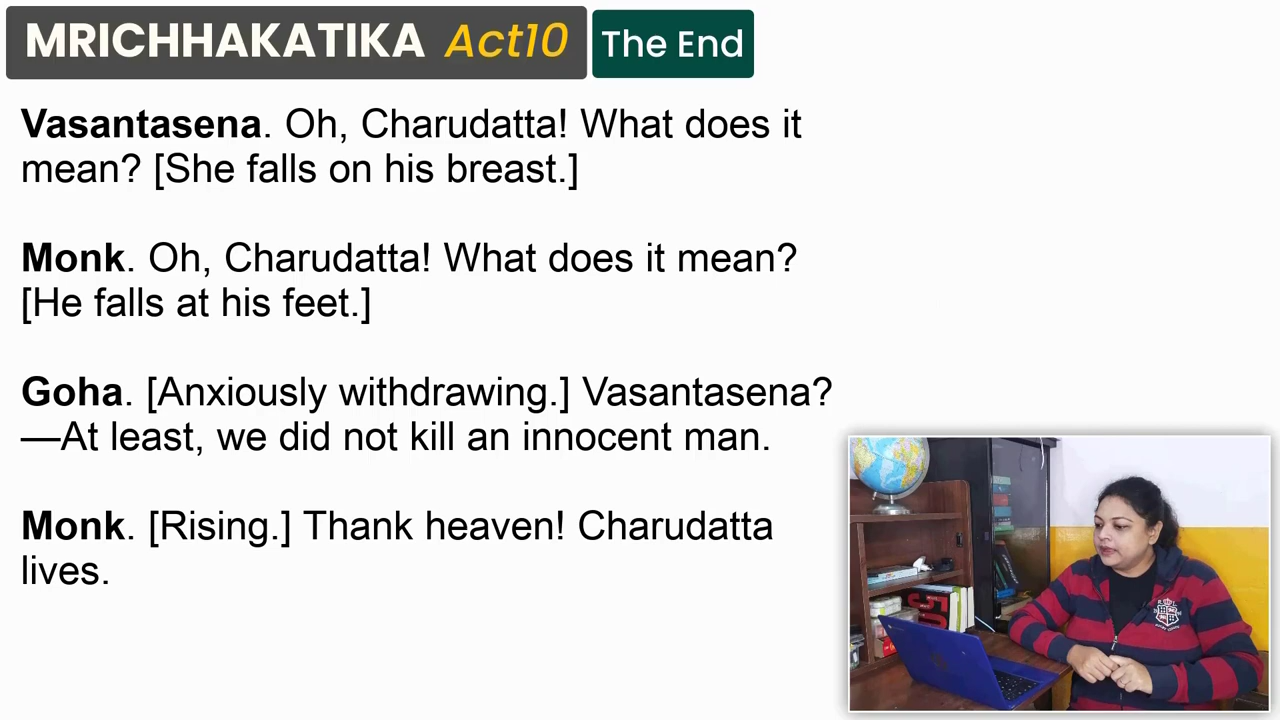 MRICHHAKATIKA Act10 The End
Vasantasena. Oh, Charudatta! What does it
mean? [She falls on his breast.]
Monk. Oh, Charudatta! What does it mean?
[He falls at his feet.]
Goha. [Anxiously withdrawing.] Vasantasena?
—At least, we did not kill an innocent man.
Monk. [Rising.] Thank heaven! Charudatta
lives.